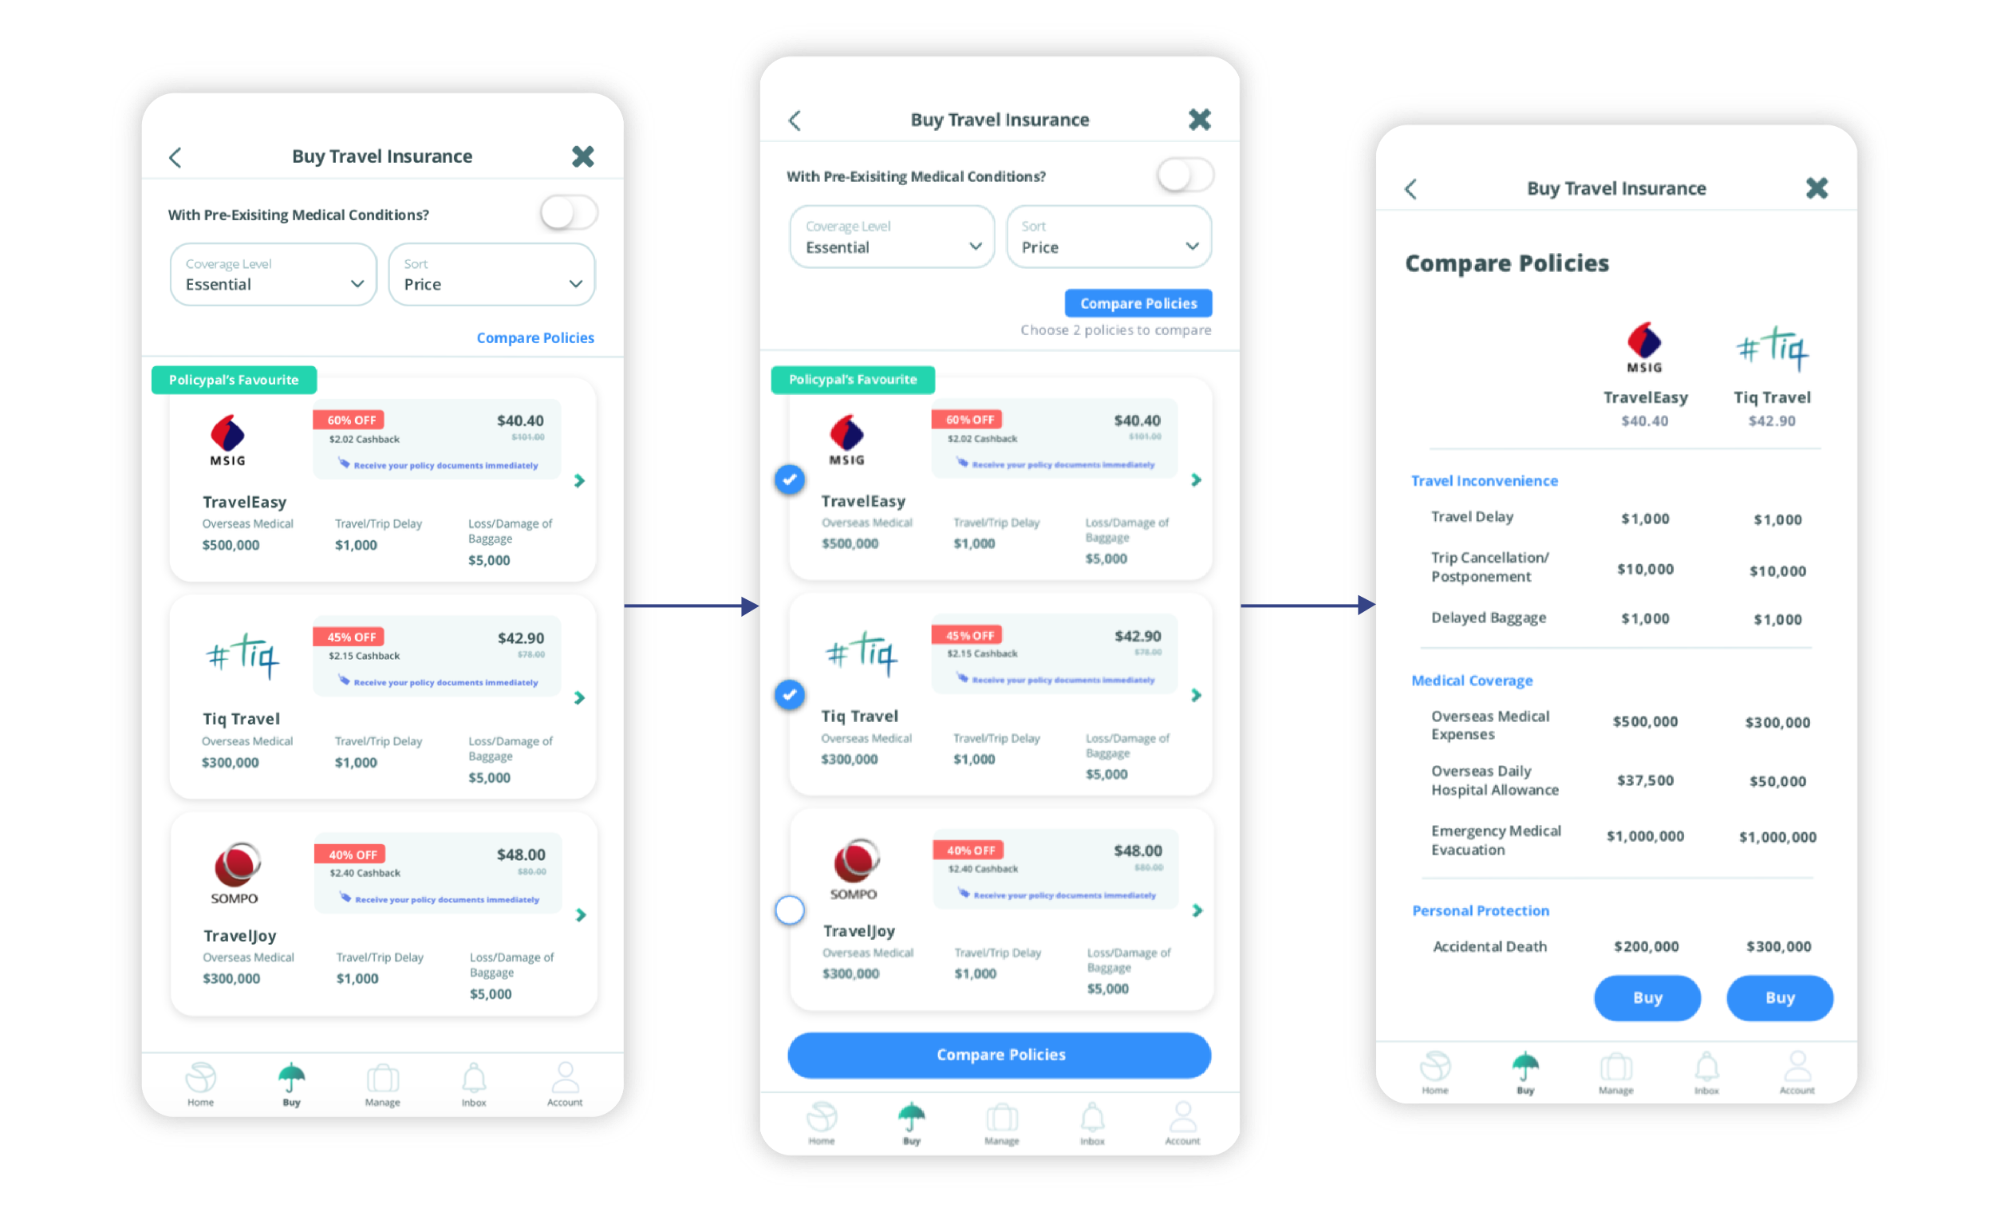 Buy Travel Insurance
With Pre-Exisiting Medical Conditions?
Coverage Level
Essential
Sort
Price
Compare Policies
Policypal's Favourite
MSIG
60% OFF
$40.40
$2.02 Cashback
$101.00
Receive your policy documents immediately
TravelEasy
Overseas Medical
$500,000
Travel/Trip Delay
$1,000
Loss/Damage of
Baggage
$5,000
#Tiq
45% OFF
$42.90
$2.15 Cashback
$78.00
Receive your policy documents immediately
Tiq Travel
Overseas Medical
$300,000
Travel/Trip Delay
$1,000
Loss/Damage of
Baggage
$5,000
SOMPO
40% OFF
$48.00
$2.40 Cashback
$80.00
Receive your policy documents immediately
TravelJoy
Overseas Medical
$300,000
Travel/Trip Delay
$1,000
Loss/Damage of
Baggage
$5,000
Home
Buy
Manage
Inbox
Account
Buy Travel Insurance
With Pre-Exisiting Medical Conditions?
Coverage Level
Essential
Sort
Price
Compare Policies
Choose 2 policies to compare
Policypal's Favourite
MSIG
60% OFF
$40.40
$2.02 Cashback
$101.00
Receive your policy documents immediately
TravelEasy
Overseas Medical
$500,000
Travel/Trip Delay
$1,000
Loss/Damage of
Baggage
$5,000
#Tiq
45% OFF
$42.90
$2.15 Cashback
$78.00
Receive your policy documents immediately
Tiq Travel
Overseas Medical
$300,000
Travel/Trip Delay
$1,000
Loss/Damage of
Baggage
$5,000
SOMPO
40% OFF
$48.00
$2.40 Cashback
$80.00
Receive your policy documents immediately
TravelJoy
Overseas Medical
$300,000
Travel/Trip Delay
$1,000
Loss/Damage of
Baggage
$5,000
Compare Policies
Home
Buy
Manage
Inbox
Account
Buy Travel Insurance
Compare Policies
MSIG
#Tiq
TravelEasy
Tiq Travel
$40.40
$42.90
Travel Inconvenience
Travel Delay
$1,000
$1,000
Trip Cancellation/
Postponement
$10,000
$10,000
Delayed Baggage
$1,000
$1,000
Medical Coverage
Overseas Medical
Expenses
$500,000
$300,000
Overseas Daily
Hospital Allowance
$37,500
$50,000
Emergency Medical
Evacuation
$1,000,000
$1,000,000
Personal Protection
Accidental Death
$200,000
$300,000
Buy
Buy
Home
Buy
Manage
Inbox
Account